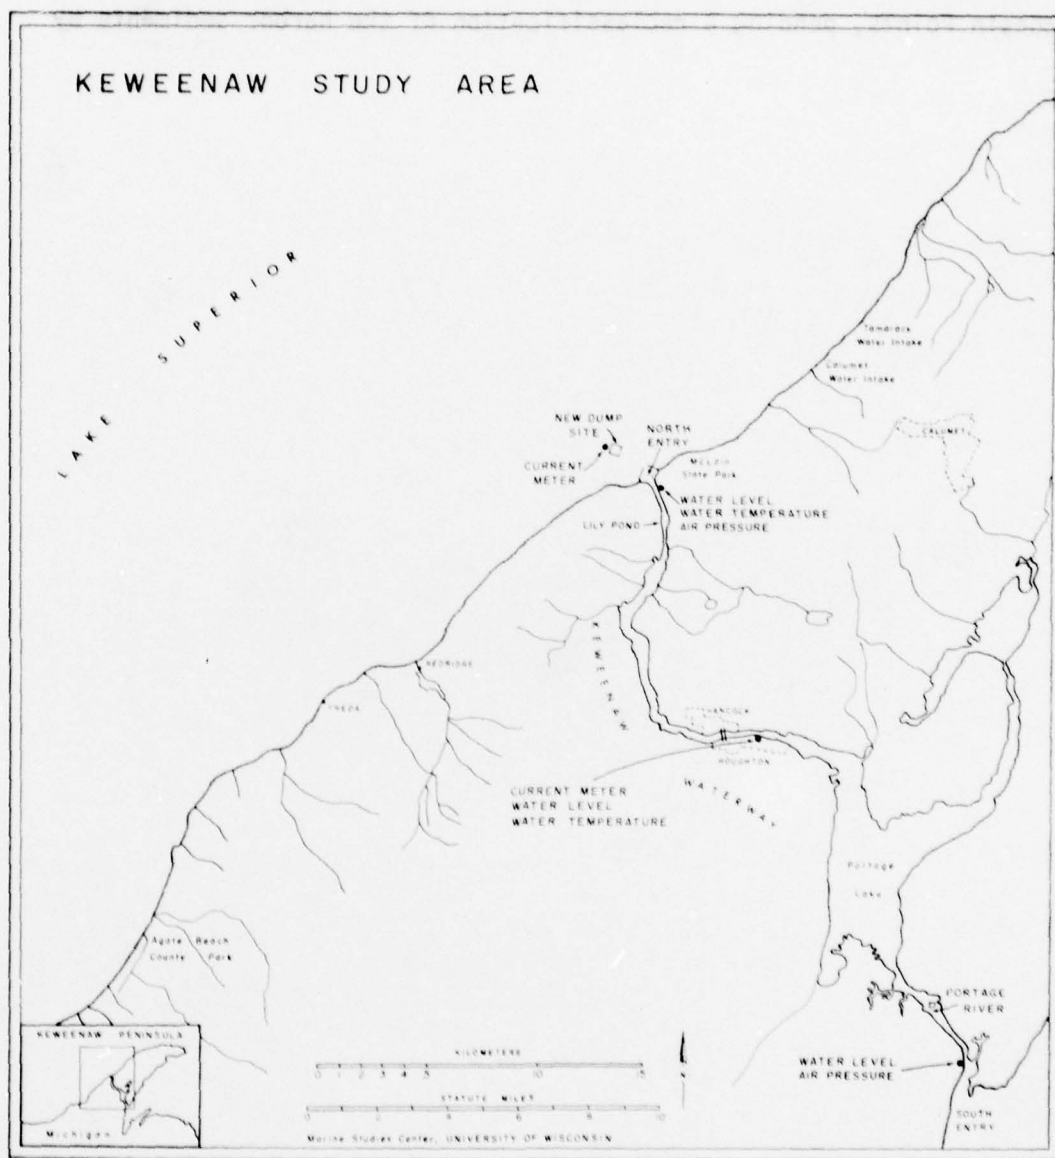 KEWEENAW STUDY AREA
LAKE SUPERIOR
Tamarack
Water Intake
Calumet
Water Intake
CALUMET
NEW DUMP
SITE
NORTH
ENTRY
CURRENT
METER
McLain
State Park
WATER LEVEL
WATER TEMPERATURE
AIR PRESSURE
LILY POND
KEWEENAW
REDRIDGE
FREDA
HANCOCK
HOUGHTON
WATERWAY
CURRENT METER
WATER LEVEL
WATER TEMPERATURE
Portage
Lake
Agate Beach
County Park
PORTAGE
RIVER
WATER LEVEL
AIR PRESSURE
SOUTH
ENTRY
KEWEENAW PENINSULA
Michigan
KILOMETERS
0 1 2 3 4 5 10 15
STATUTE MILES
0 2 4 6 8 10
N
Marine Studies Center, UNIVERSITY OF WISCONSIN